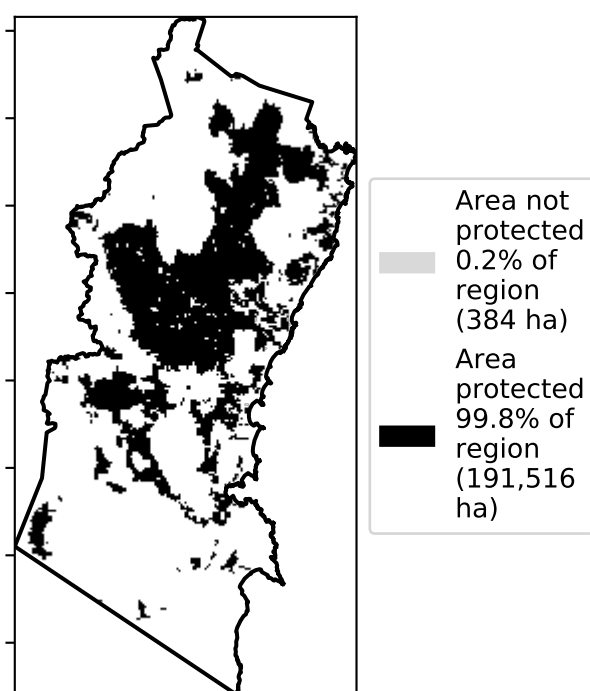 Area not
protected
0.2% of
region
(384 ha)
Area
protected
99.8% of
region
(191,516
ha)